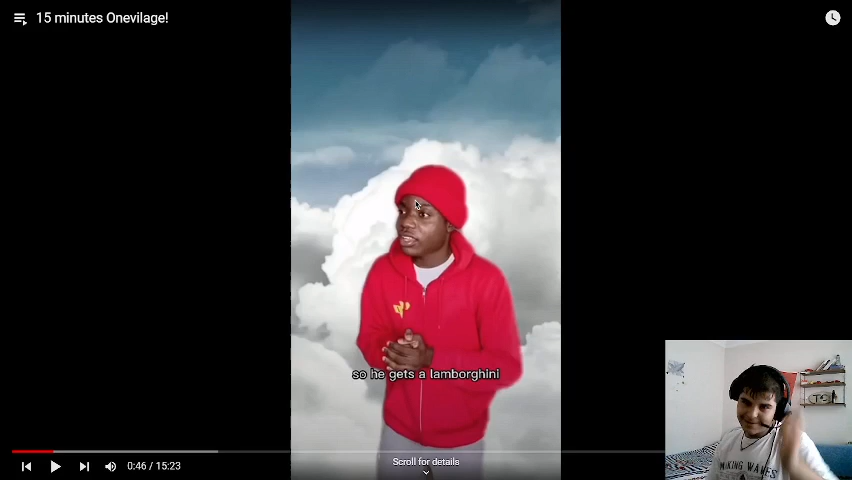 15 minutes Onevilage!
so he gets a lamborghini
Scroll for details
0:46 / 15:23